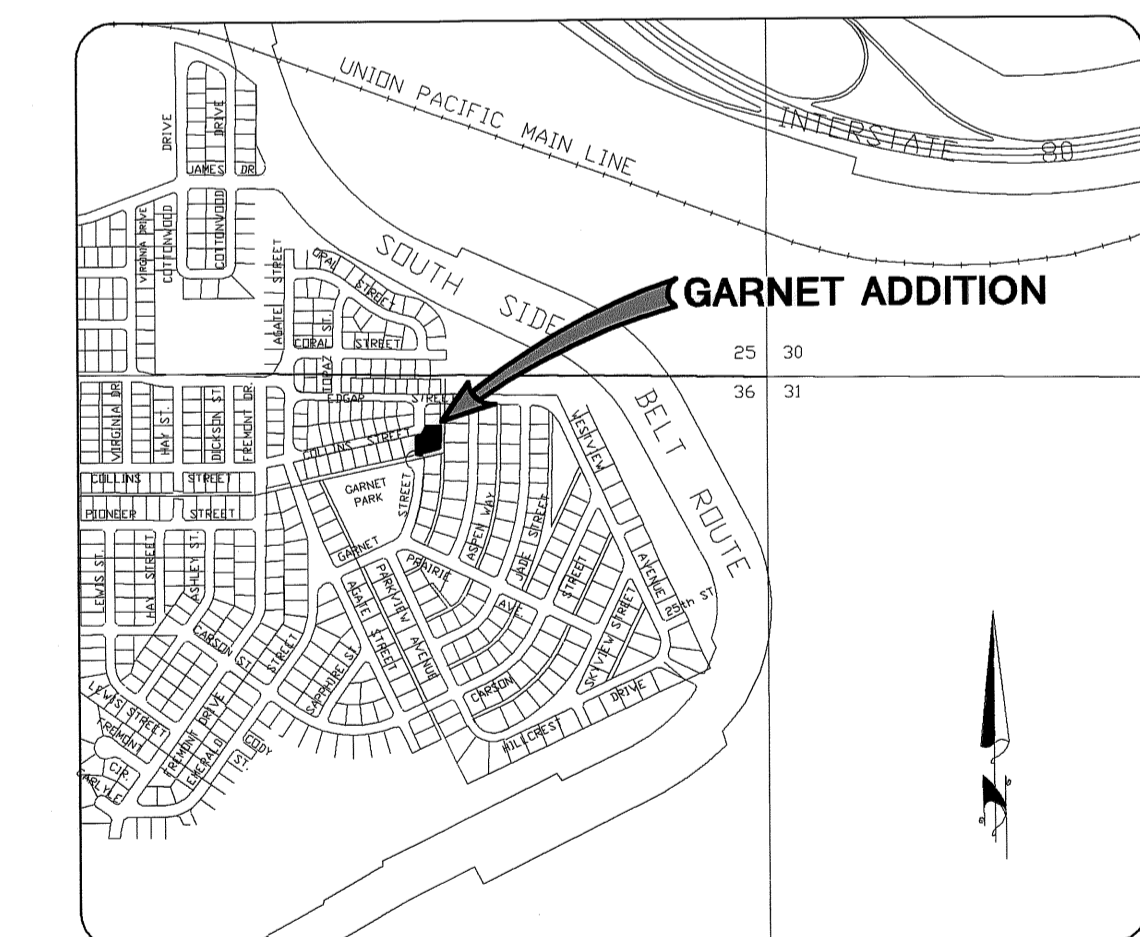 UNION PACIFIC MAIN LINE
INTERSTATE 80
DRIVE
DRIVE
JAMES DR
VIRGINIA DRIVE
COTTONWOOD
COTTONWOOD
SOUTH SIDE
BELT ROUTE
GARNET ADDITION
AGATE STREET
OPAL STREET
TOPAZ ST.
CORAL STREET
25 30
36 31
EDGAR STREET
VIRGINIA DR
HAY ST.
DICKSON ST
FREMONT DR.
COLLINS STREET
COLLINS STREET
PIONEER STREET
GARNET
PARK
GARNET STREET
WESTVIEW AVENUE
ASPEN WAY
JADE STREET
STREET
PRAIRIE AVE.
LEWIS ST.
HAY STREET
ASHLEY ST.
PARKVIEW AVENUE
AGATE STREET
SKYVIEW STREET
25th ST
CARSON ST
STREET
SAPPHIRE ST
CARSON
HILLCREST DRIVE
LEWIS STREET
FREMONT
CIR.
CARLYLE
FREMONT DRIVE
EMERALD
CODY
ST.